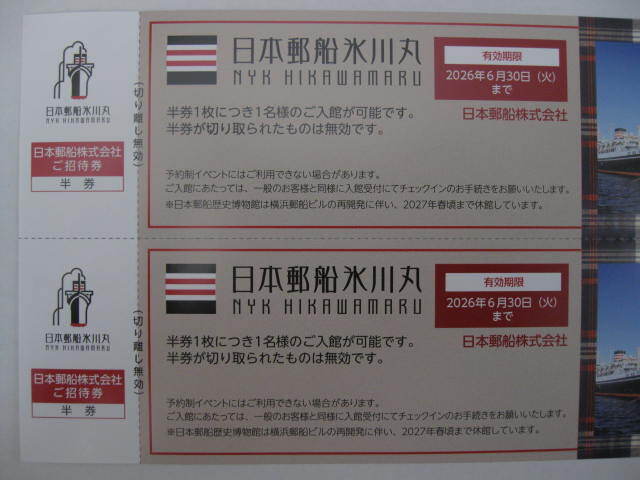 日本郵船氷川丸
NYK HIKAWAMARU
日本郵船株式会社
ご招待券
半券
(切り離し無効)
日本郵船氷川丸
NYK HIKAWAMARU
有効期限
2026年6月30日(火)
まで
半券1枚につき1名様のご入館が可能です。
半券が切り取られたものは無効です。
日本郵船株式会社
予約制イベントにはご利用できない場合があります。
ご入館にあたっては、一般のお客様と同様に入館受付にてチェックインのお手続きをお願いいたします。
※日本郵船歴史博物館は横浜郵船ビルの再開発に伴い、2027年春頃まで休館しています。
日本郵船氷川丸
NYK HIKAWAMARU
日本郵船株式会社
ご招待券
半券
(切り離し無効)
日本郵船氷川丸
NYK HIKAWAMARU
有効期限
2026年6月30日(火)
まで
半券1枚につき1名様のご入館が可能です。
半券が切り取られたものは無効です。
日本郵船株式会社
予約制イベントにはご利用できない場合があります。
ご入館にあたっては、一般のお客様と同様に入館受付にてチェックインのお手続きをお願いいたします。
※日本郵船歴史博物館は横浜郵船ビルの再開発に伴い、2027年春頃まで休館しています。